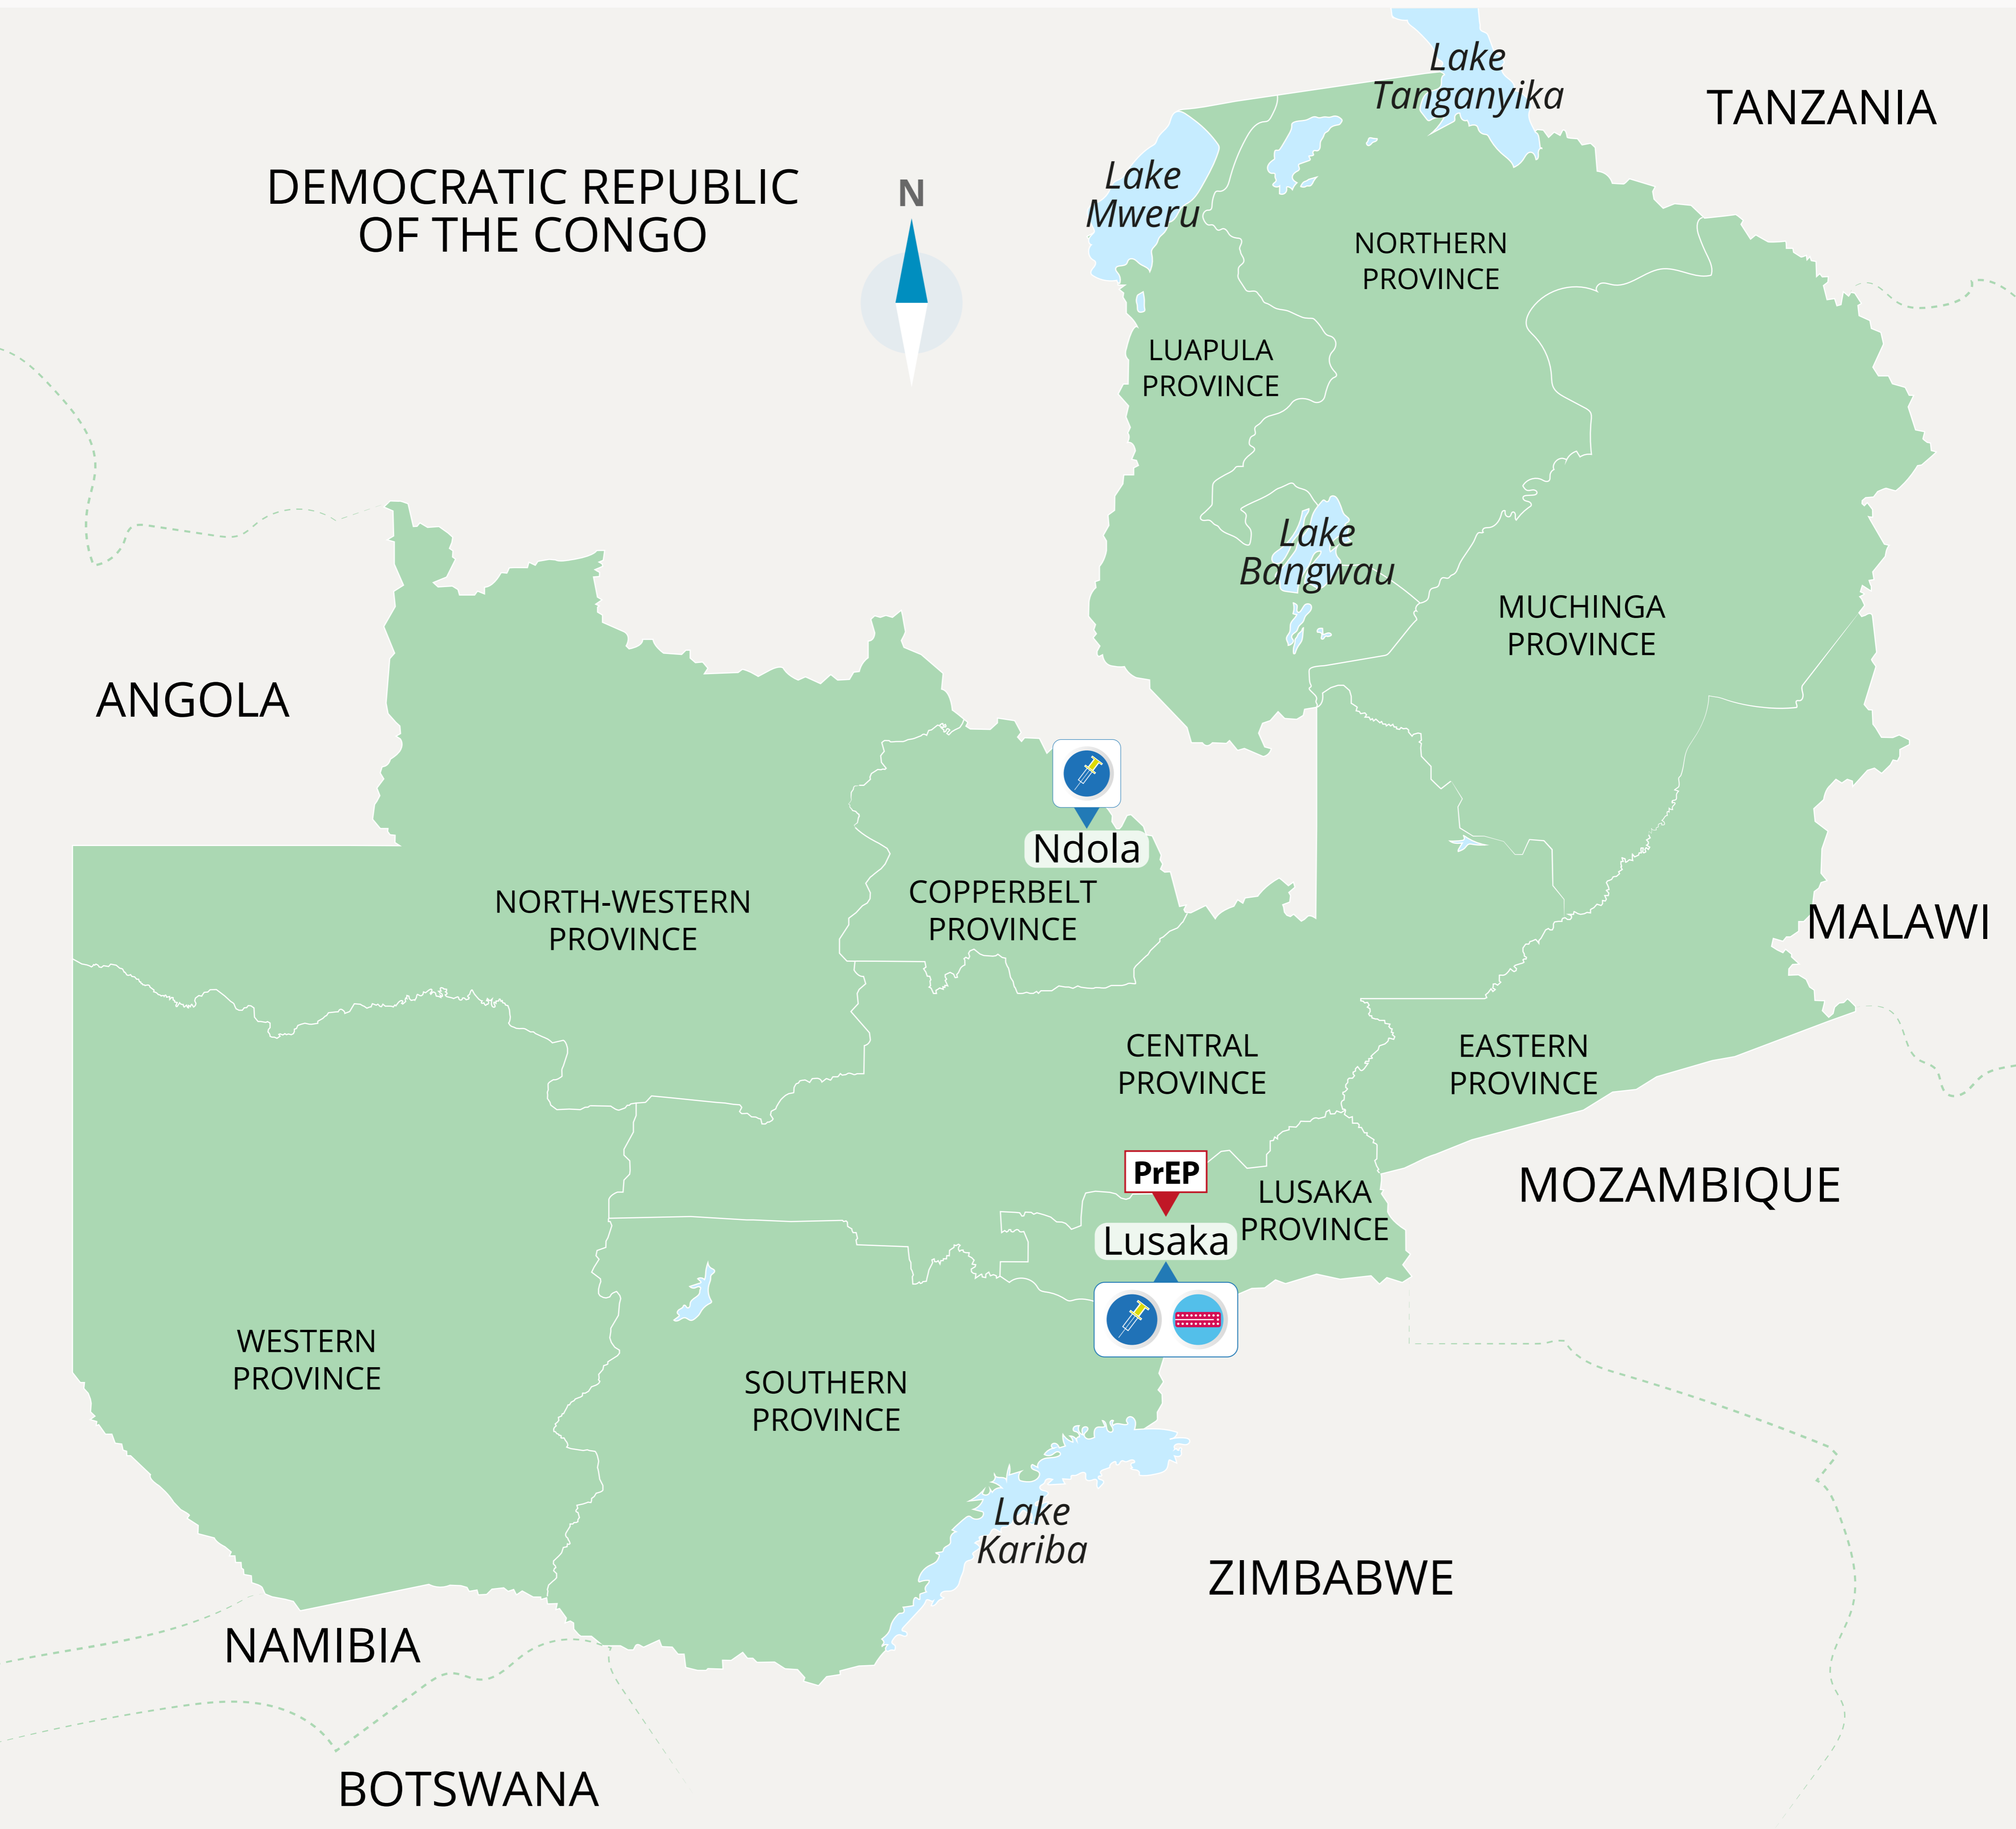 Lake
Tanganyika
TANZANIA
DEMOCRATIC REPUBLIC
OF THE CONGO
N
Lake
Mweru
NORTHERN
PROVINCE
LUAPULA
PROVINCE
Lake
Bangwau
MUCHINGA
PROVINCE
ANGOLA
Ndola
NORTH-WESTERN
PROVINCE
COPPERBELT
PROVINCE
MALAWI
CENTRAL
PROVINCE
EASTERN
PROVINCE
PrEP
MOZAMBIQUE
LUSAKA
PROVINCE
Lusaka
WESTERN
PROVINCE
SOUTHERN
PROVINCE
Lake
Kariba
ZIMBABWE
NAMIBIA
BOTSWANA